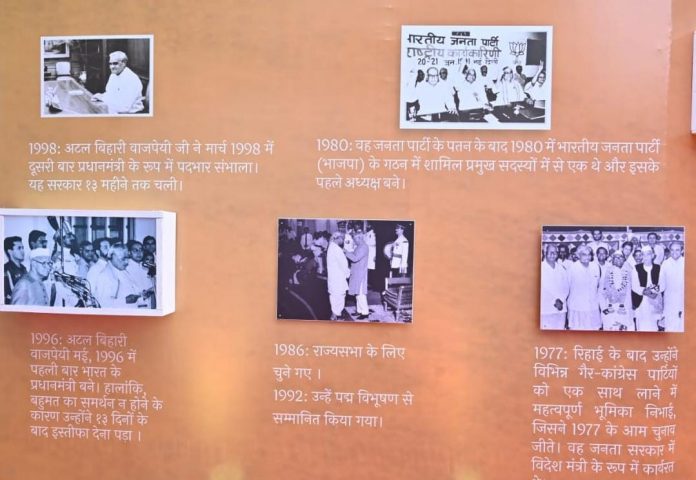 भारतीय जनता पार्टी
राष्ट्रीय कार्यकारिणी
1998: अटल बिहारी वाजपेयी जी ने मार्च 1998 में
दूसरी बार प्रधानमंत्री के रूप में पदभार संभाला।
यह सरकार १३ महीने तक चली।
1980: वह जनता पार्टी के पतन के बाद 1980 में भारतीय जनता पार्टी
(भाजपा) के गठन में शामिल प्रमुख सदस्यों में से एक थे और इसके
पहले अध्यक्ष बने।
1996: अटल बिहारी
वाजपेयी मई, 1996 में
पहली बार भारत के
प्रधानमंत्री बने। हालांकि,
बहुमत का समर्थन न होने के
कारण उन्होंने १३ दिनों के
बाद इस्तीफा देना पड़ा ।
1986: राज्यसभा के लिए
चुने गए ।
1992: उन्हें पद्म विभूषण से
सम्मानित किया गया।
1977: रिहाई के बाद उन्होंने
विभिन्न गैर-कांग्रेस पार्टियों
को एक साथ लाने में
महत्वपूर्ण भूमिका निभाई,
जिसने 1977 के आम चुनाव
जीते। वह जनता सरकार में
विदेश मंत्री के रूप में कार्यरत